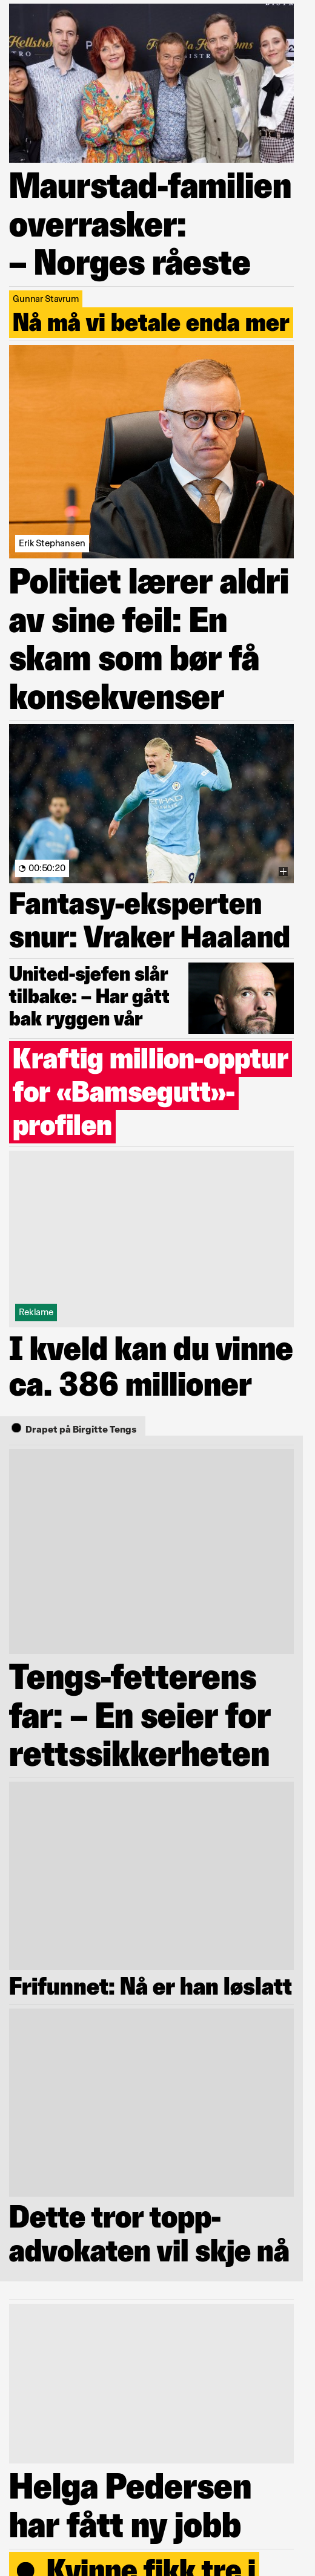 Maurstad-familien
overrasker:
– Norges råeste
Gunnar Stavrum
Nå må vi betale enda mer
Erik Stephansen
Politiet lærer aldri
av sine feil: En
skam som bør få
konsekvenser
00:50:20
Fantasy-eksperten
snur: Vraker Haaland
United-sjefen slår
tilbake: – Har gått
bak ryggen vår
Kraftig million-opptur
for «Bamsegutt»-
profilen
Reklame
I kveld kan du vinne
ca. 386 millioner
Drapet på Birgitte Tengs
Tengs-fetterens
far: – En seier for
rettssikkerheten
Frifunnet: Nå er han løslatt
Dette tror topp-
advokaten vil skje nå
Helga Pedersen
har fått ny jobb
Kvinne fikk tre i